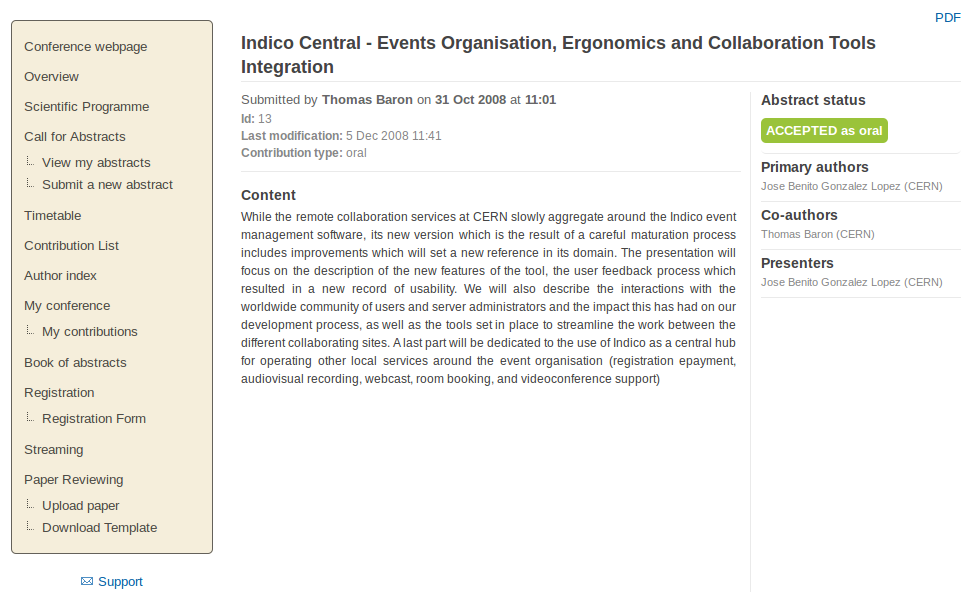 PDF
Conference webpage
Overview
Scientific Programme
Call for Abstracts
View my abstracts
Submit a new abstract
Timetable
Contribution List
Author index
My conference
My contributions
Book of abstracts
Registration
Registration Form
Streaming
Paper Reviewing
Upload paper
Download Template
Support
Indico Central - Events Organisation, Ergonomics and Collaboration Tools
Integration
Submitted by Thomas Baron on 31 Oct 2008 at 11:01
Id: 13
Last modification: 5 Dec 2008 11:41
Contribution type: oral
Content
While the remote collaboration services at CERN slowly aggregate around the Indico event
management software, its new version which is the result of a careful maturation process
includes improvements which will set a new reference in its domain. The presentation will
focus on the description of the new features of the tool, the user feedback process which
resulted in a new record of usability. We will also describe the interactions with the
worldwide community of users and server administrators and the impact this has had on our
development process, as well as the tools set in place to streamline the work between the
different collaborating sites. A last part will be dedicated to the use of Indico as a central hub
for operating other local services around the event organisation (registration epayment,
audiovisual recording, webcast, room booking, and videoconference support)
Abstract status
ACCEPTED as oral
Primary authors
Jose Benito Gonzalez Lopez (CERN)
Co-authors
Thomas Baron (CERN)
Presenters
Jose Benito Gonzalez Lopez (CERN)